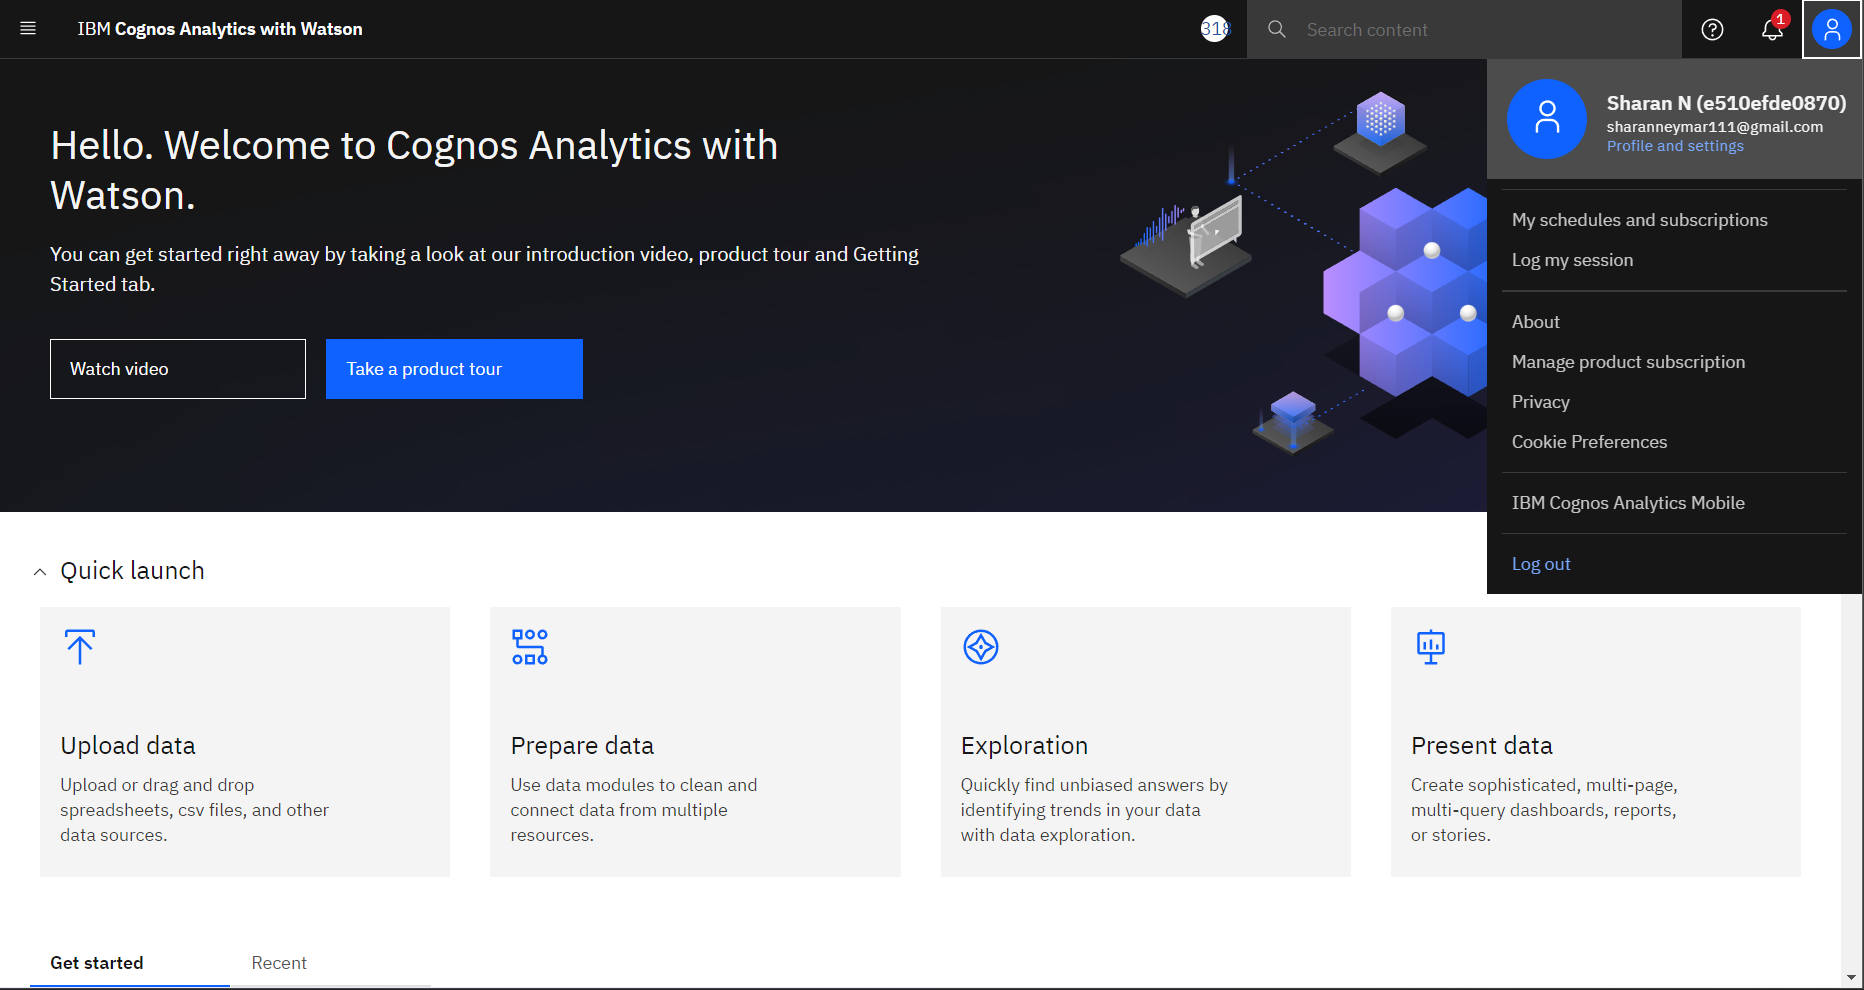 IBM Cognos Analytics with Watson
318
Search content
1
Hello. Welcome to Cognos Analytics with
Watson.
You can get started right away by taking a look at our introduction video, product tour and Getting
Started tab.
Watch video
Take a product tour
Sharan N (e510efde0870)
sharanneymar111@gmail.com
Profile and settings
My schedules and subscriptions
Log my session
About
Manage product subscription
Privacy
Cookie Preferences
IBM Cognos Analytics Mobile
Log out
Quick launch
Upload data
Upload or drag and drop
spreadsheets, csv files, and other
data sources.
Prepare data
Use data modules to clean and
connect data from multiple
resources.
Exploration
Quickly find unbiased answers by
identifying trends in your data
with data exploration.
Present data
Create sophisticated, multi-page,
multi-query dashboards, reports,
or stories.
Get started
Recent